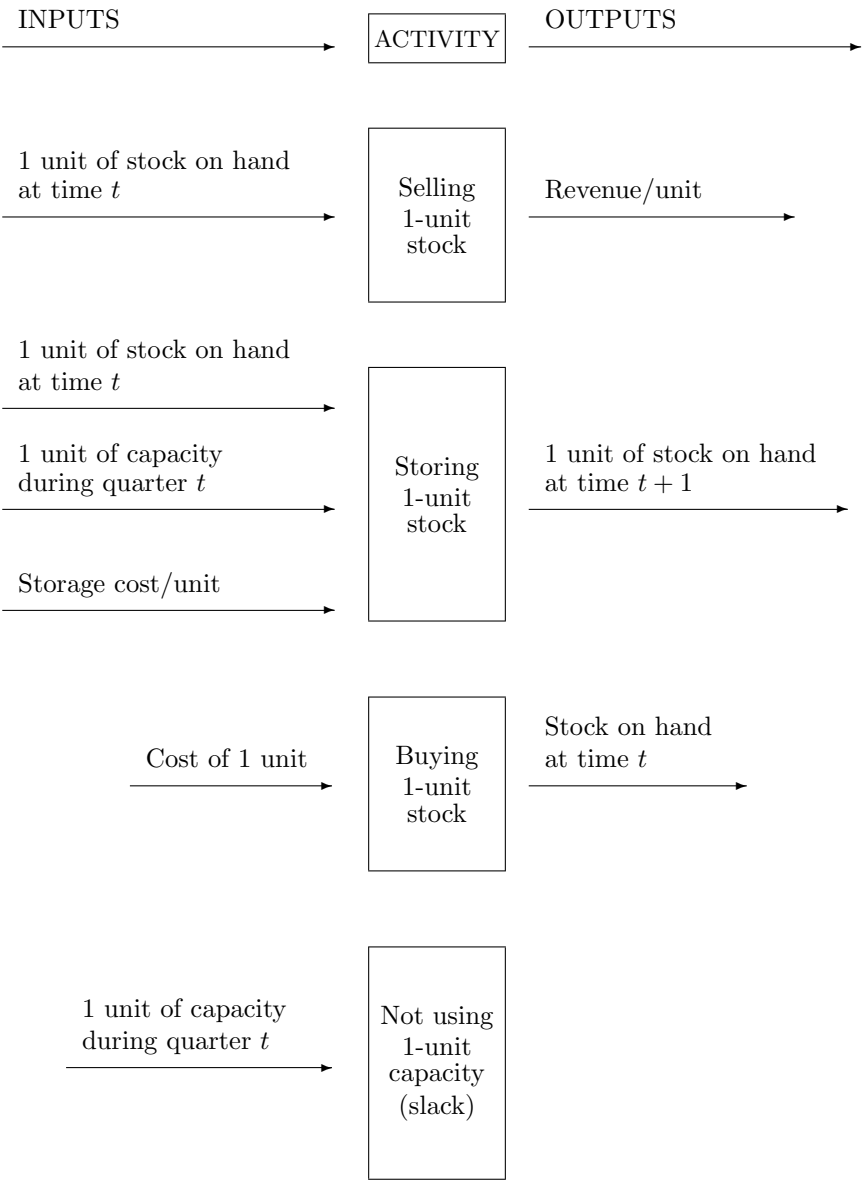 INPUTS
ACTIVITY
OUTPUTS
1 unit of stock on hand
at time t
Selling
1-unit
stock
Revenue/unit
1 unit of stock on hand
at time t
1 unit of capacity
during quarter t
Storage cost/unit
Storing
1-unit
stock
1 unit of stock on hand
at time t + 1
Cost of 1 unit
Buying
1-unit
stock
Stock on hand
at time t
1 unit of capacity
during quarter t
Not using
1-unit
capacity
(slack)